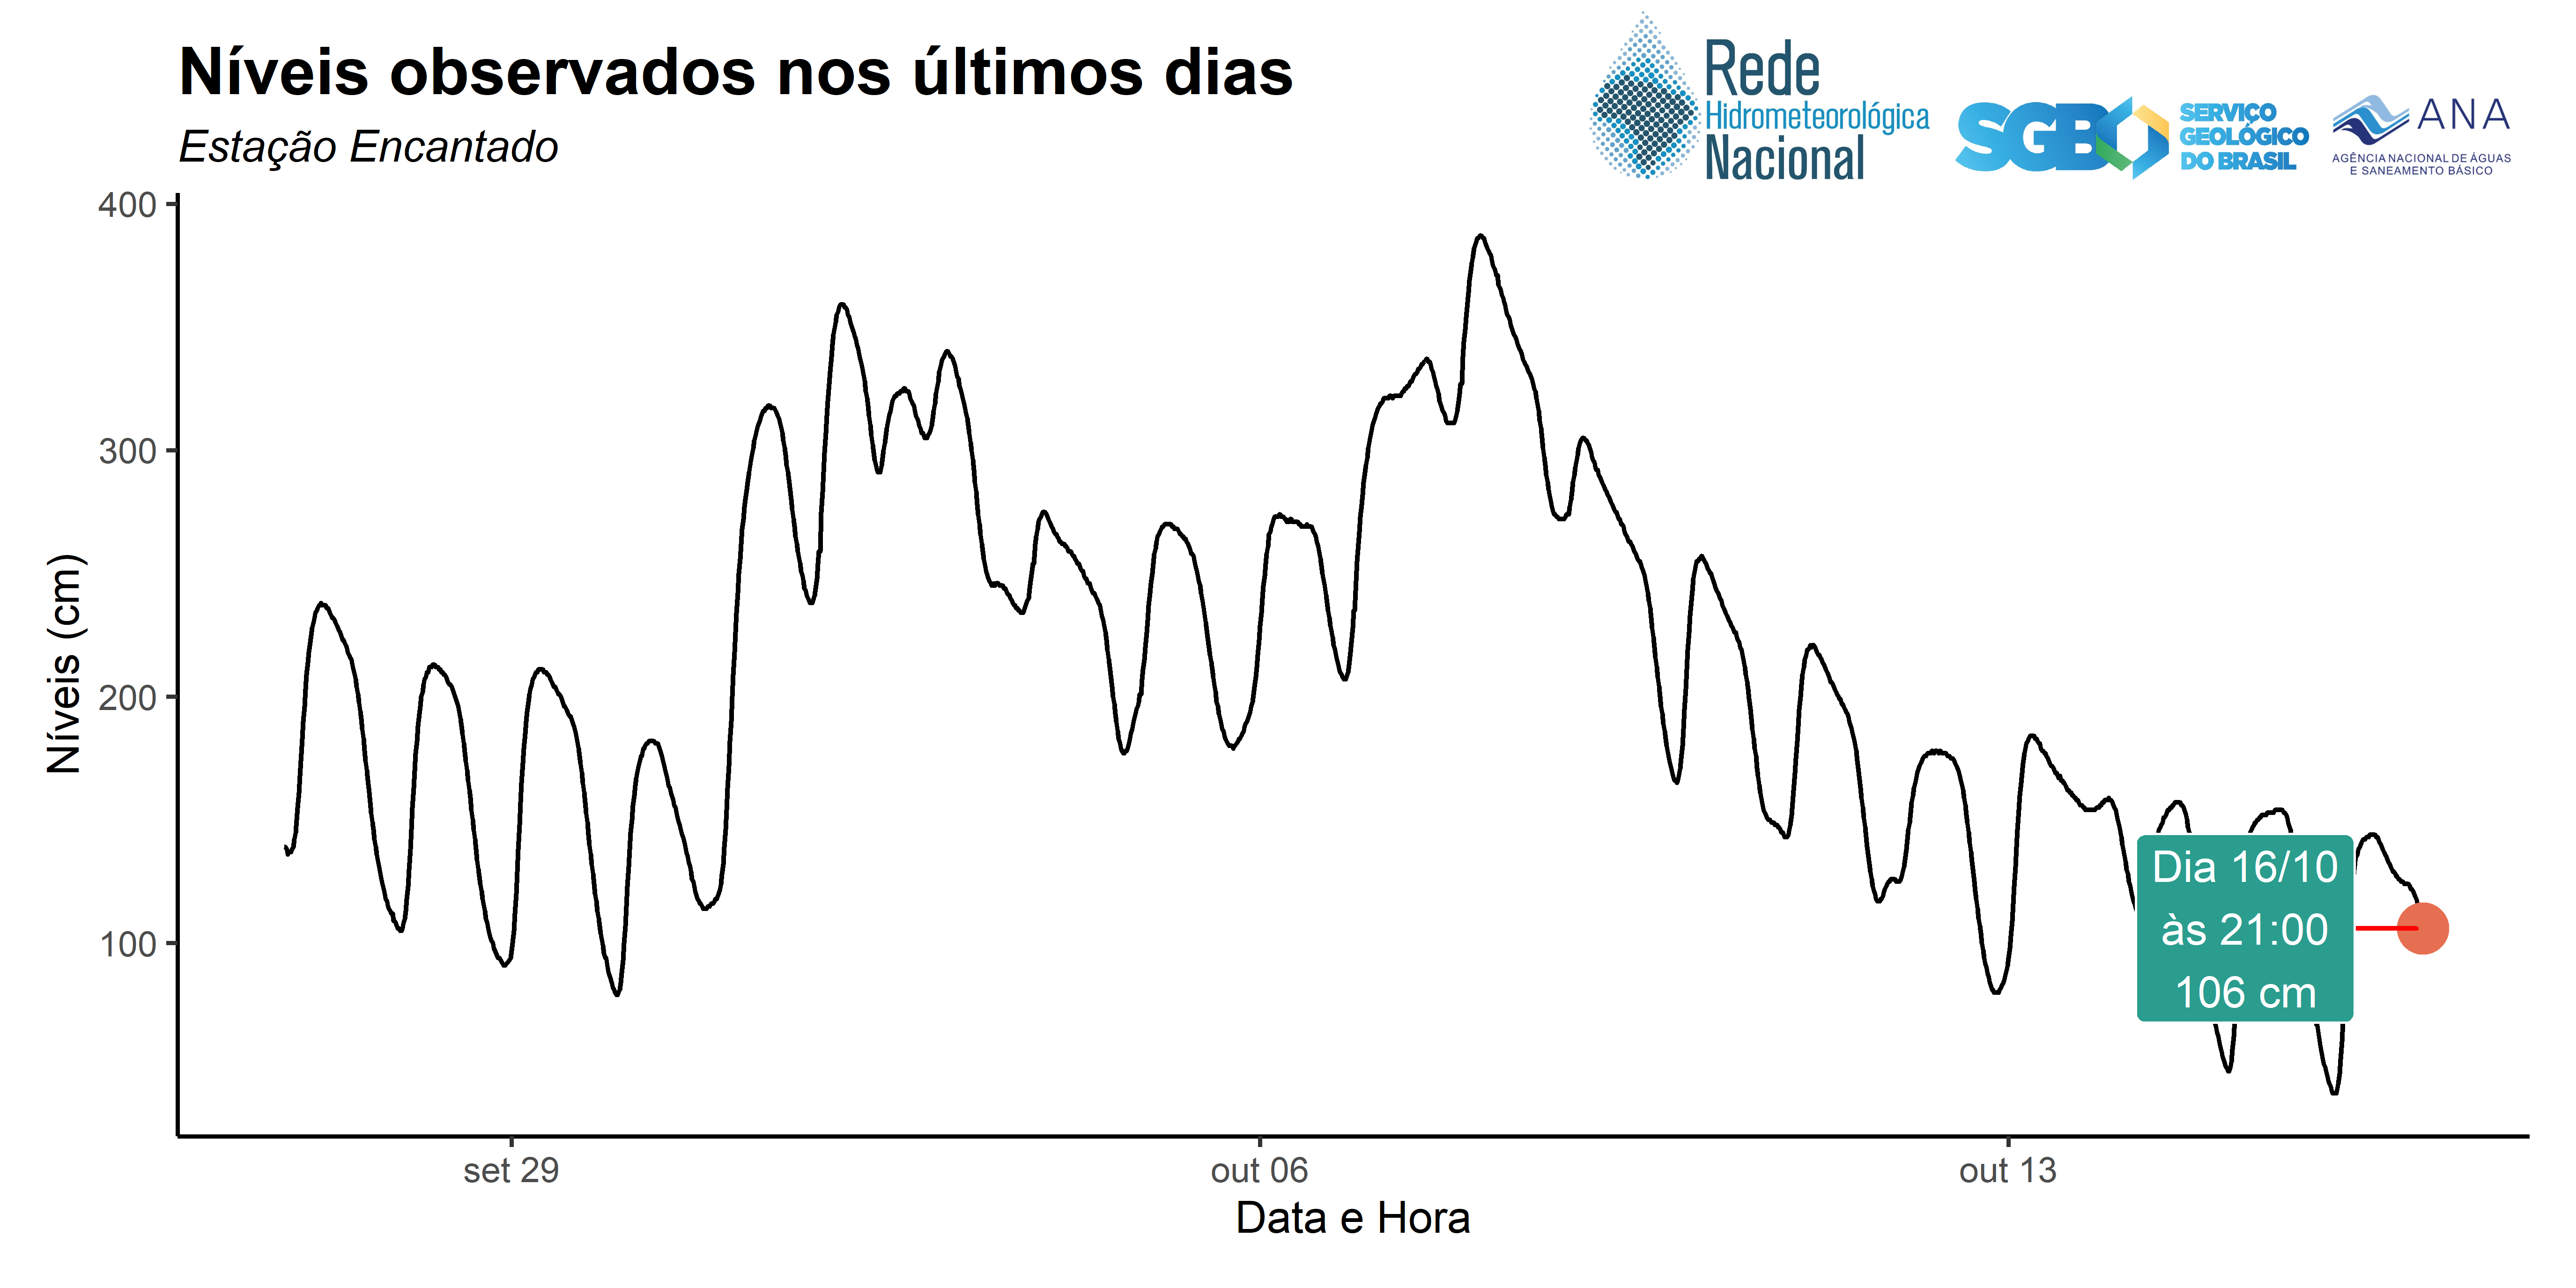 Níveis observados nos últimos dias
Estação Encantado
Rede
Hidrometeorológica
Nacional
SGB
SERVIÇO
GEOLÓGICO
DO BRASIL
ANA
AGÊNCIA NACIONAL DE ÁGUAS
E SANEAMENTO BÁSICO
Níveis (cm)
400
300
200
100
Dia 16/10
às 21:00
106 cm
set 29
out 06
out 13
Data e Hora